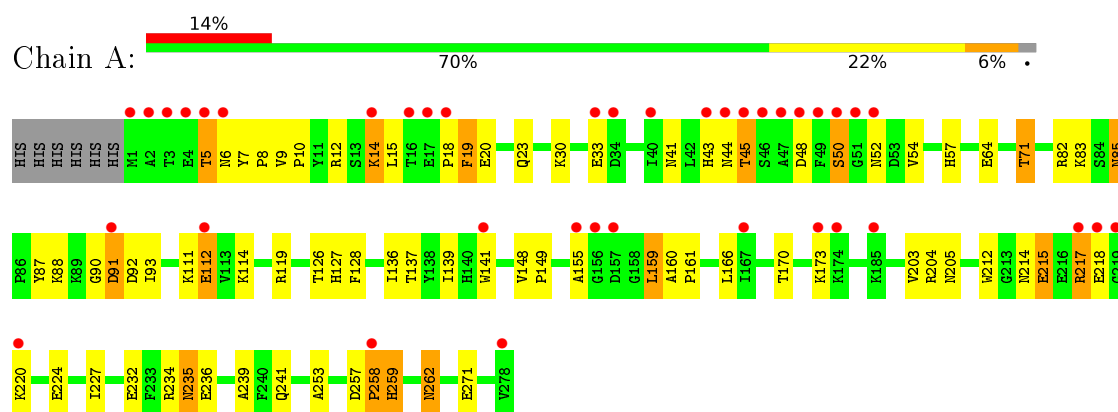 14%
Chain A:
70% 22% 6% •
HIS HIS HIS HIS HIS HIS M1 A2 T3 E4 T5 N6 Y7 P8 V9 P10 Y11 R12 S13 K14 L15 T16 E17 P18 F19 E20 Q23 K30 E33 D34 I40 N41 L42 H43 N44 T45 S46 A47 D48 F49 S50 G51 N52 D53 V54 H57 E64 T71 R82 K83 S84 N85
P86 Y87 K88 K89 G90 D91 D92 I93 K111 E112 V113 K114 R119 T126 H127 F128 I136 T137 Y138 I139 H140 W141 V148 P149 A155 G156 D157 G158 L159 A160 P161 L166 I167 T170 K173 K174 K185 V203 R204 N205 W212 G213 N214 E215 E216 R217 E218 G219
K220 E224 I227 E232 F233 R234 N235 E236 A239 F240 Q241 A253 D257 P258 H259 N262 E271 V278